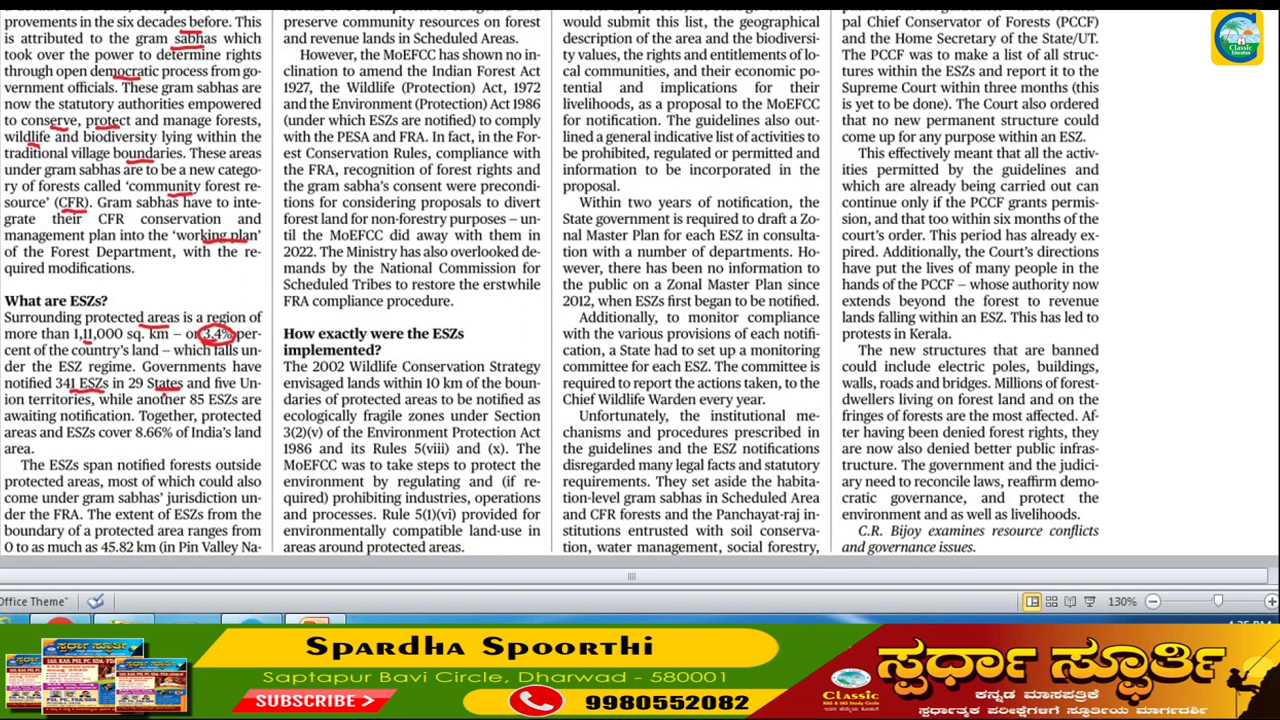 provements in the six decades before. This
is attributed to the gram sabhas which
took over the power to determine rights
through open democratic process from go-
vernment officials. These gram sabhas are
now the statutory authorities empowered
to conserve, protect and manage forests,
wildlife and biodiversity lying within the
traditional village boundaries. These areas
under gram sabhas are to be a new catego-
ry of forests called ‘community forest re-
source’ (CFR). Gram sabhas have to inte-
grate their CFR conservation and
management plan into the ‘working plan’
of the Forest Department, with the re-
quired modifications.
What are ESZs?
Surrounding protected areas is a region of
more than 1,11,000 sq. km – or 3.4% per-
cent of the country’s land – which falls un-
der the ESZ regime. Governments have
notified 341 ESZs in 29 States and five Un-
ion territories, while another 85 ESZs are
awaiting notification. Together, protected
areas and ESZs cover 8.66% of India’s land
area.
The ESZs span notified forests outside
protected areas, most of which could also
come under gram sabhas’ jurisdiction un-
der the FRA. The extent of ESZs from the
boundary of a protected area ranges from
0 to as much as 45.82 km (in Pin Valley Na-
preserve community resources on forest
and revenue lands in Scheduled Areas.
However, the MoEFCC has shown no in-
clination to amend the Indian Forest Act
1927, the Wildlife (Protection) Act, 1972
and the Environment (Protection) Act 1986
(under which ESZs are notified) to comply
with the PESA and FRA. In fact, in the For-
est Conservation Rules, compliance with
the FRA, recognition of forest rights and
the gram sabha’s consent were precondi-
tions for considering proposals to divert
forest land for non-forestry purposes – un-
til the MoEFCC did away with them in
2022. The Ministry has also overlooked de-
mands by the National Commission for
Scheduled Tribes to restore the erstwhile
FRA compliance procedure.
How exactly were the ESZs
implemented?
The 2002 Wildlife Conservation Strategy
envisaged lands within 10 km of the boun-
daries of protected areas to be notified as
ecologically fragile zones under Section
3(2)(v) of the Environment Protection Act
1986 and its Rules 5(viii) and (x). The
MoEFCC was to take steps to protect the
environment by regulating and (if re-
quired) prohibiting industries, operations
and processes. Rule 5(1)(vi) provided for
environmentally compatible land-use in
areas around protected areas.
would submit this list, the geographical
description of the area and the biodiversi-
ty values, the rights and entitlements of lo-
cal communities, and their economic po-
tential and implications for their
livelihoods, as a proposal to the MoEFCC
for notification. The guidelines also out-
lined a general indicative list of activities to
be prohibited, regulated or permitted and
information to be incorporated in the
proposal.
Within two years of notification, the
State government is required to draft a Zo-
nal Master Plan for each ESZ in consulta-
tion with a number of departments. Ho-
wever, there has been no information to
the public on a Zonal Master Plan since
2012, when ESZs first began to be notified.
Additionally, to monitor compliance
with the various provisions of each notifi-
cation, a State had to set up a monitoring
committee for each ESZ. The committee is
required to report the actions taken, to the
Chief Wildlife Warden every year.
Unfortunately, the institutional me-
chanisms and procedures prescribed in
the guidelines and the ESZ notifications
disregarded many legal facts and statutory
requirements. They set aside the habita-
tion-level gram sabhas in Scheduled Area
and CFR forests and the Panchayat-raj in-
stitutions entrusted with soil conserva-
tion, water management, social forestry,
pal Chief Conservator of Forests (PCCF)
and the Home Secretary of the State/UT.
The PCCF was to make a list of all struc-
tures within the ESZs and report it to the
Supreme Court within three months (this
is yet to be done). The Court also ordered
that no new permanent structure could
come up for any purpose within an ESZ.
This effectively meant that all the activ-
ities permitted by the guidelines and
which are already being carried out can
continue only if the PCCF grants permis-
sion, and that too within six months of the
court’s order. This period has already ex-
pired. Additionally, the Court’s directions
have put the lives of many people in the
hands of the PCCF – whose authority now
extends beyond the forest to revenue
lands falling within an ESZ. This has led to
protests in Kerala.
The new structures that are banned
could include electric poles, buildings,
walls, roads and bridges. Millions of forest-
dwellers living on forest land and on the
fringes of forests are the most affected. Af-
ter having been denied forest rights, they
are now also denied better public infras-
tructure. The government and the judici-
ary need to reconcile laws, reaffirm demo-
cratic governance, and protect the
environment and as well as livelihoods.
C.R. Bijoy examines resource conflicts
and governance issues.
Classic
Education
Office Theme"
130%
Spardha Spoorthi
Saptapur Bavi Circle, Dharwad - 580001
SUBSCRIBE
9980552082
ಸ್ಪರ್ಧಾ ಸ್ಫೂರ್ತಿ
ಕನ್ನಡ ಮಾಸಪತ್ರಿಕೆ
ಸ್ಪರ್ಧಾತ್ಮಕ ಪರೀಕ್ಷೆಗಳಿಗೆ ಸ್ಫೂರ್ತಿಯ ಮಾರ್ಗದರ್ಶಿ
Classic